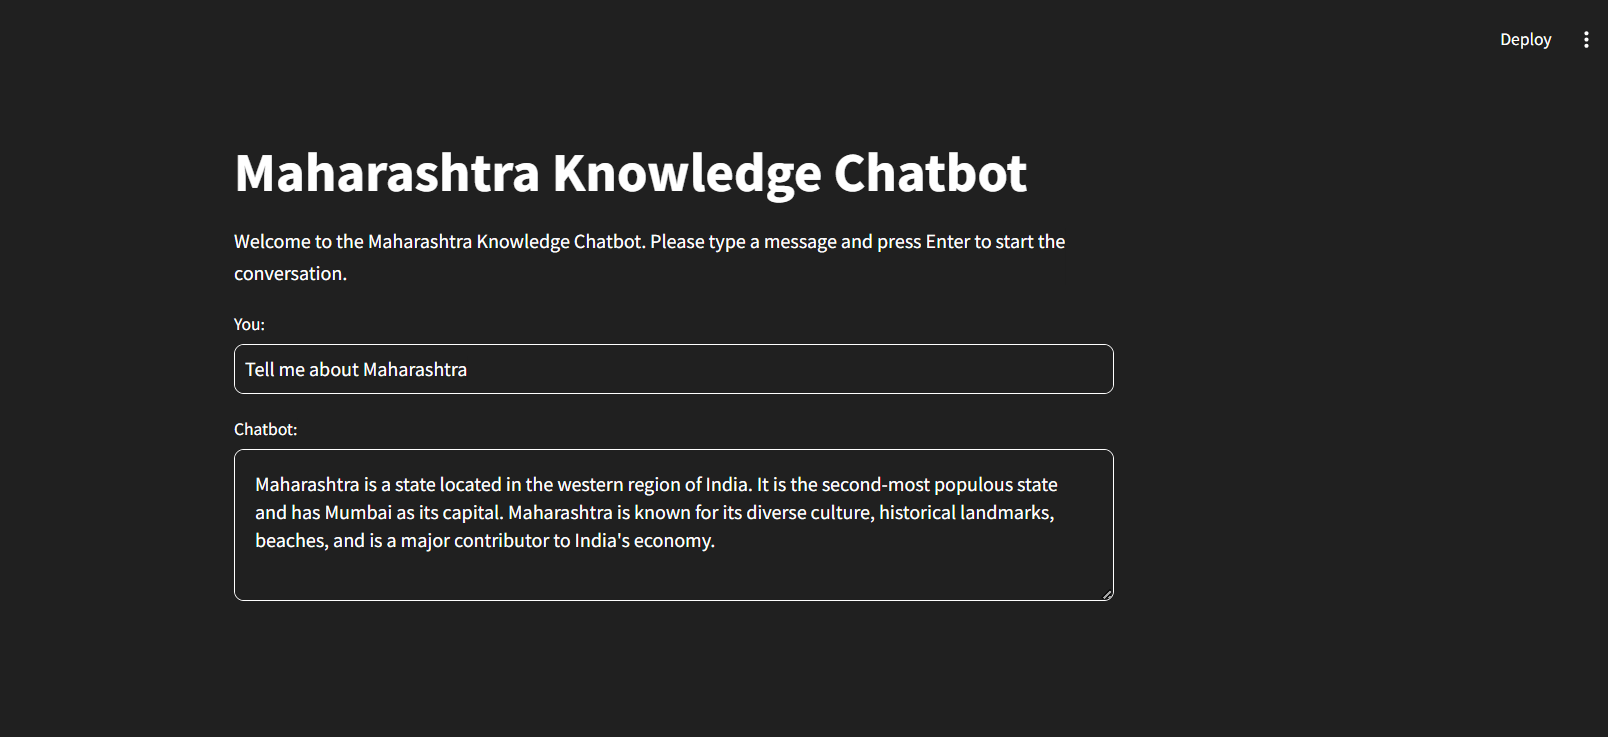 Deploy
Maharashtra Knowledge Chatbot
Welcome to the Maharashtra Knowledge Chatbot. Please type a message and press Enter to start the
conversation.
You:
Tell me about Maharashtra
Chatbot:
Maharashtra is a state located in the western region of India. It is the second-most populous state
and has Mumbai as its capital. Maharashtra is known for its diverse culture, historical landmarks,
beaches, and is a major contributor to India's economy.